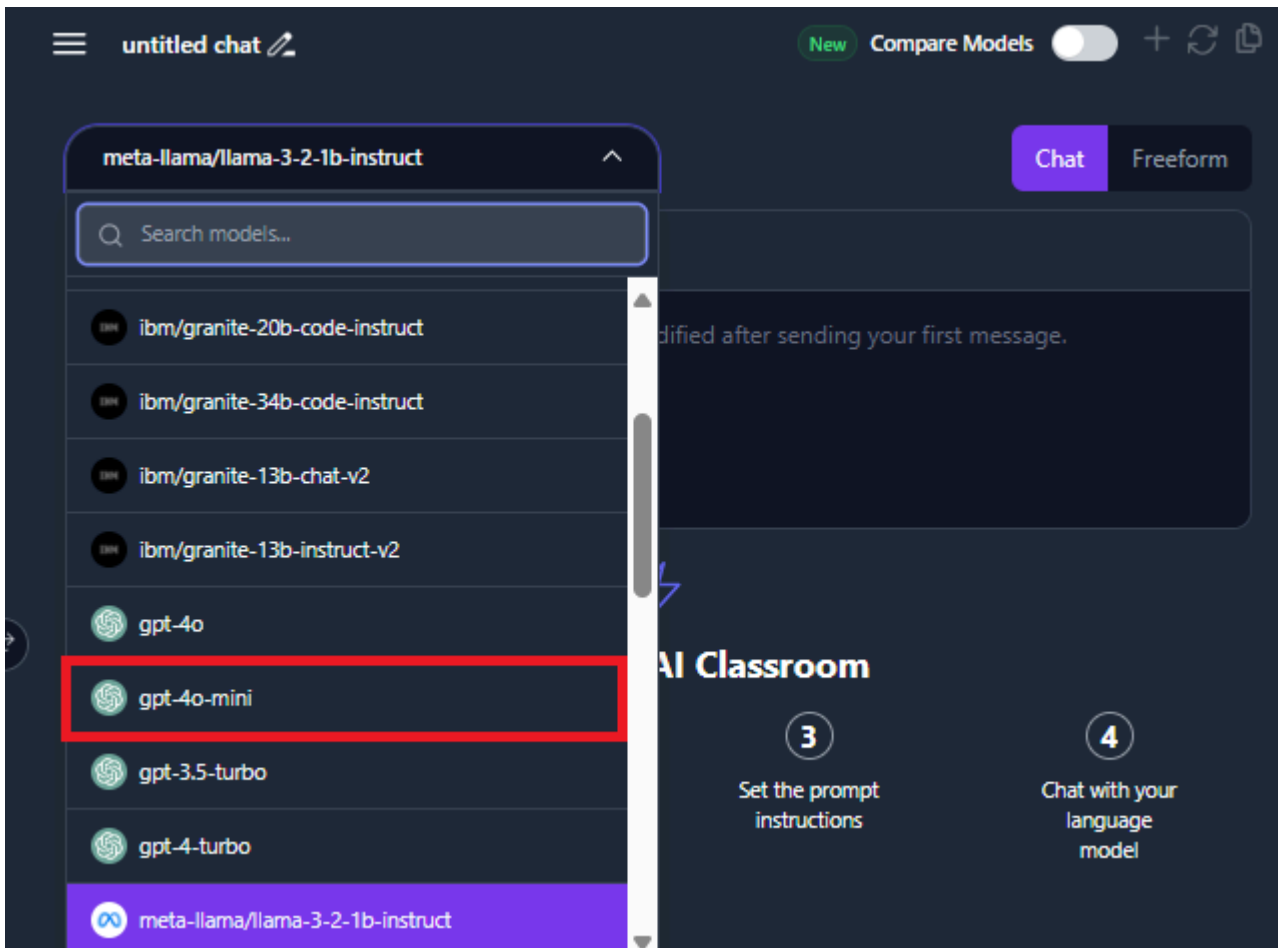 untitled chat
New Compare Models
meta-llama/llama-3-2-1b-instruct
Chat Freeform
Search models...
ibm/granite-20b-code-instruct
dified after sending your first message.
ibm/granite-34b-code-instruct
ibm/granite-13b-chat-v2
ibm/granite-13b-instruct-v2
gpt-4o
gpt-4o-mini
gpt-3.5-turbo
gpt-4-turbo
meta-llama/llama-3-2-1b-instruct
AI Classroom
3
Set the prompt
instructions
4
Chat with your
language
model